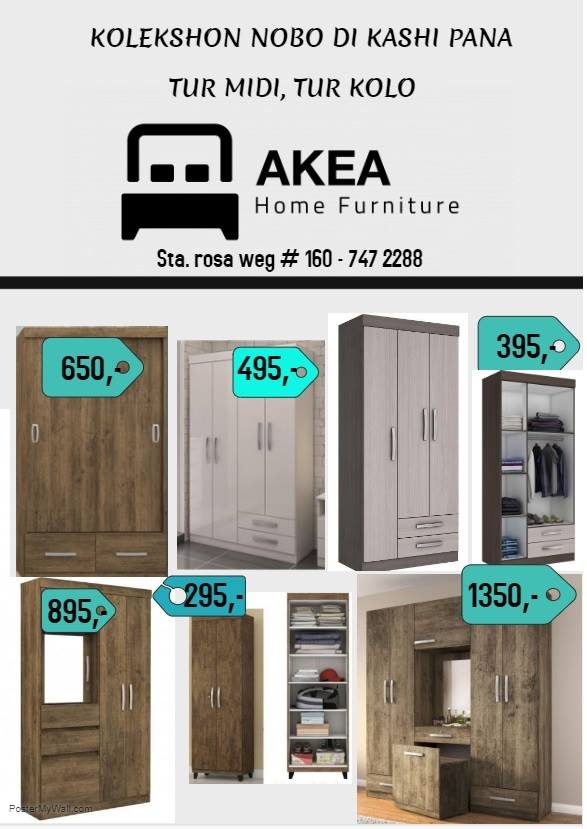 KOLEKSHON NOBO DI KASHI PANA
TUR MIDI, TUR KOLO
AKEA
Home Furniture
Sta. rosa weg # 160 - 747 2288
650,-
495,-
395,-
895,-
295,-
1350,-
PosterMyWall.com